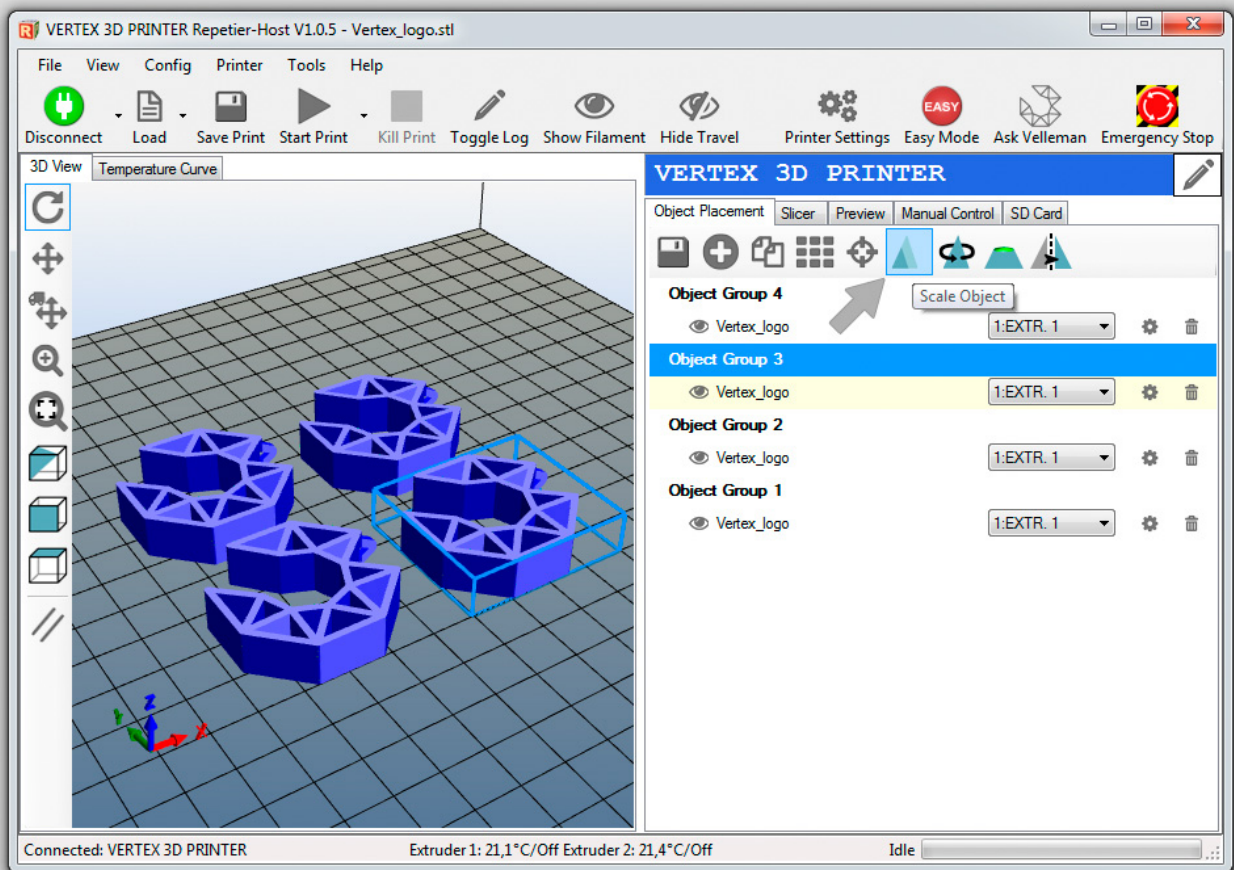 VERTEX 3D PRINTER Repetier-Host V1.0.5 - Vertex_logo.stl
File View Config Printer Tools Help
Disconnect Load Save Print Start Print Kill Print Toggle Log Show Filament Hide Travel Printer Settings EASY Easy Mode Ask Velleman Emergency Stop
3D View Temperature Curve
VERTEX 3D PRINTER
Object Placement Slicer Preview Manual Control SD Card
Scale Object
Object Group 4
Vertex_logo 1:EXTR. 1
Object Group 3
Vertex_logo 1:EXTR. 1
Object Group 2
Vertex_logo 1:EXTR. 1
Object Group 1
Vertex_logo 1:EXTR. 1
Z
Y X
Connected: VERTEX 3D PRINTER Extruder 1: 21,1°C/Off Extruder 2: 21,4°C/Off Idle